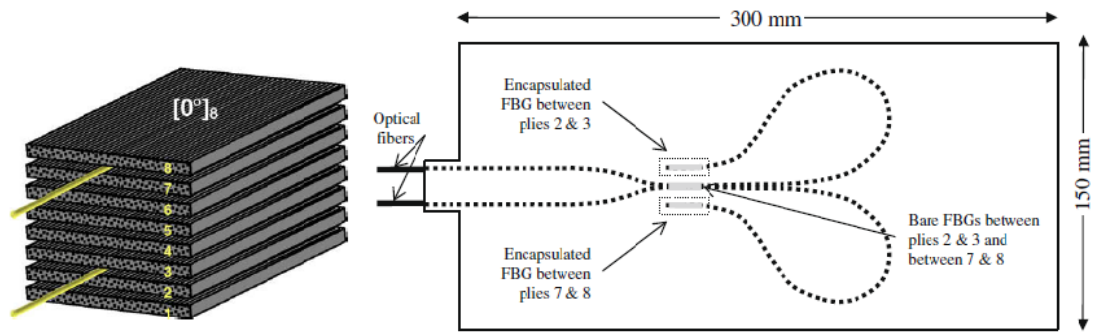 [0°]8
8
7
6
5
4
3
2
1
300 mm
150 mm
Optical
fibers
Encapsulated
FBG between
plies 2 & 3
Encapsulated
FBG between
plies 7 & 8
Bare FBGs between
plies 2 & 3 and
between 7 & 8